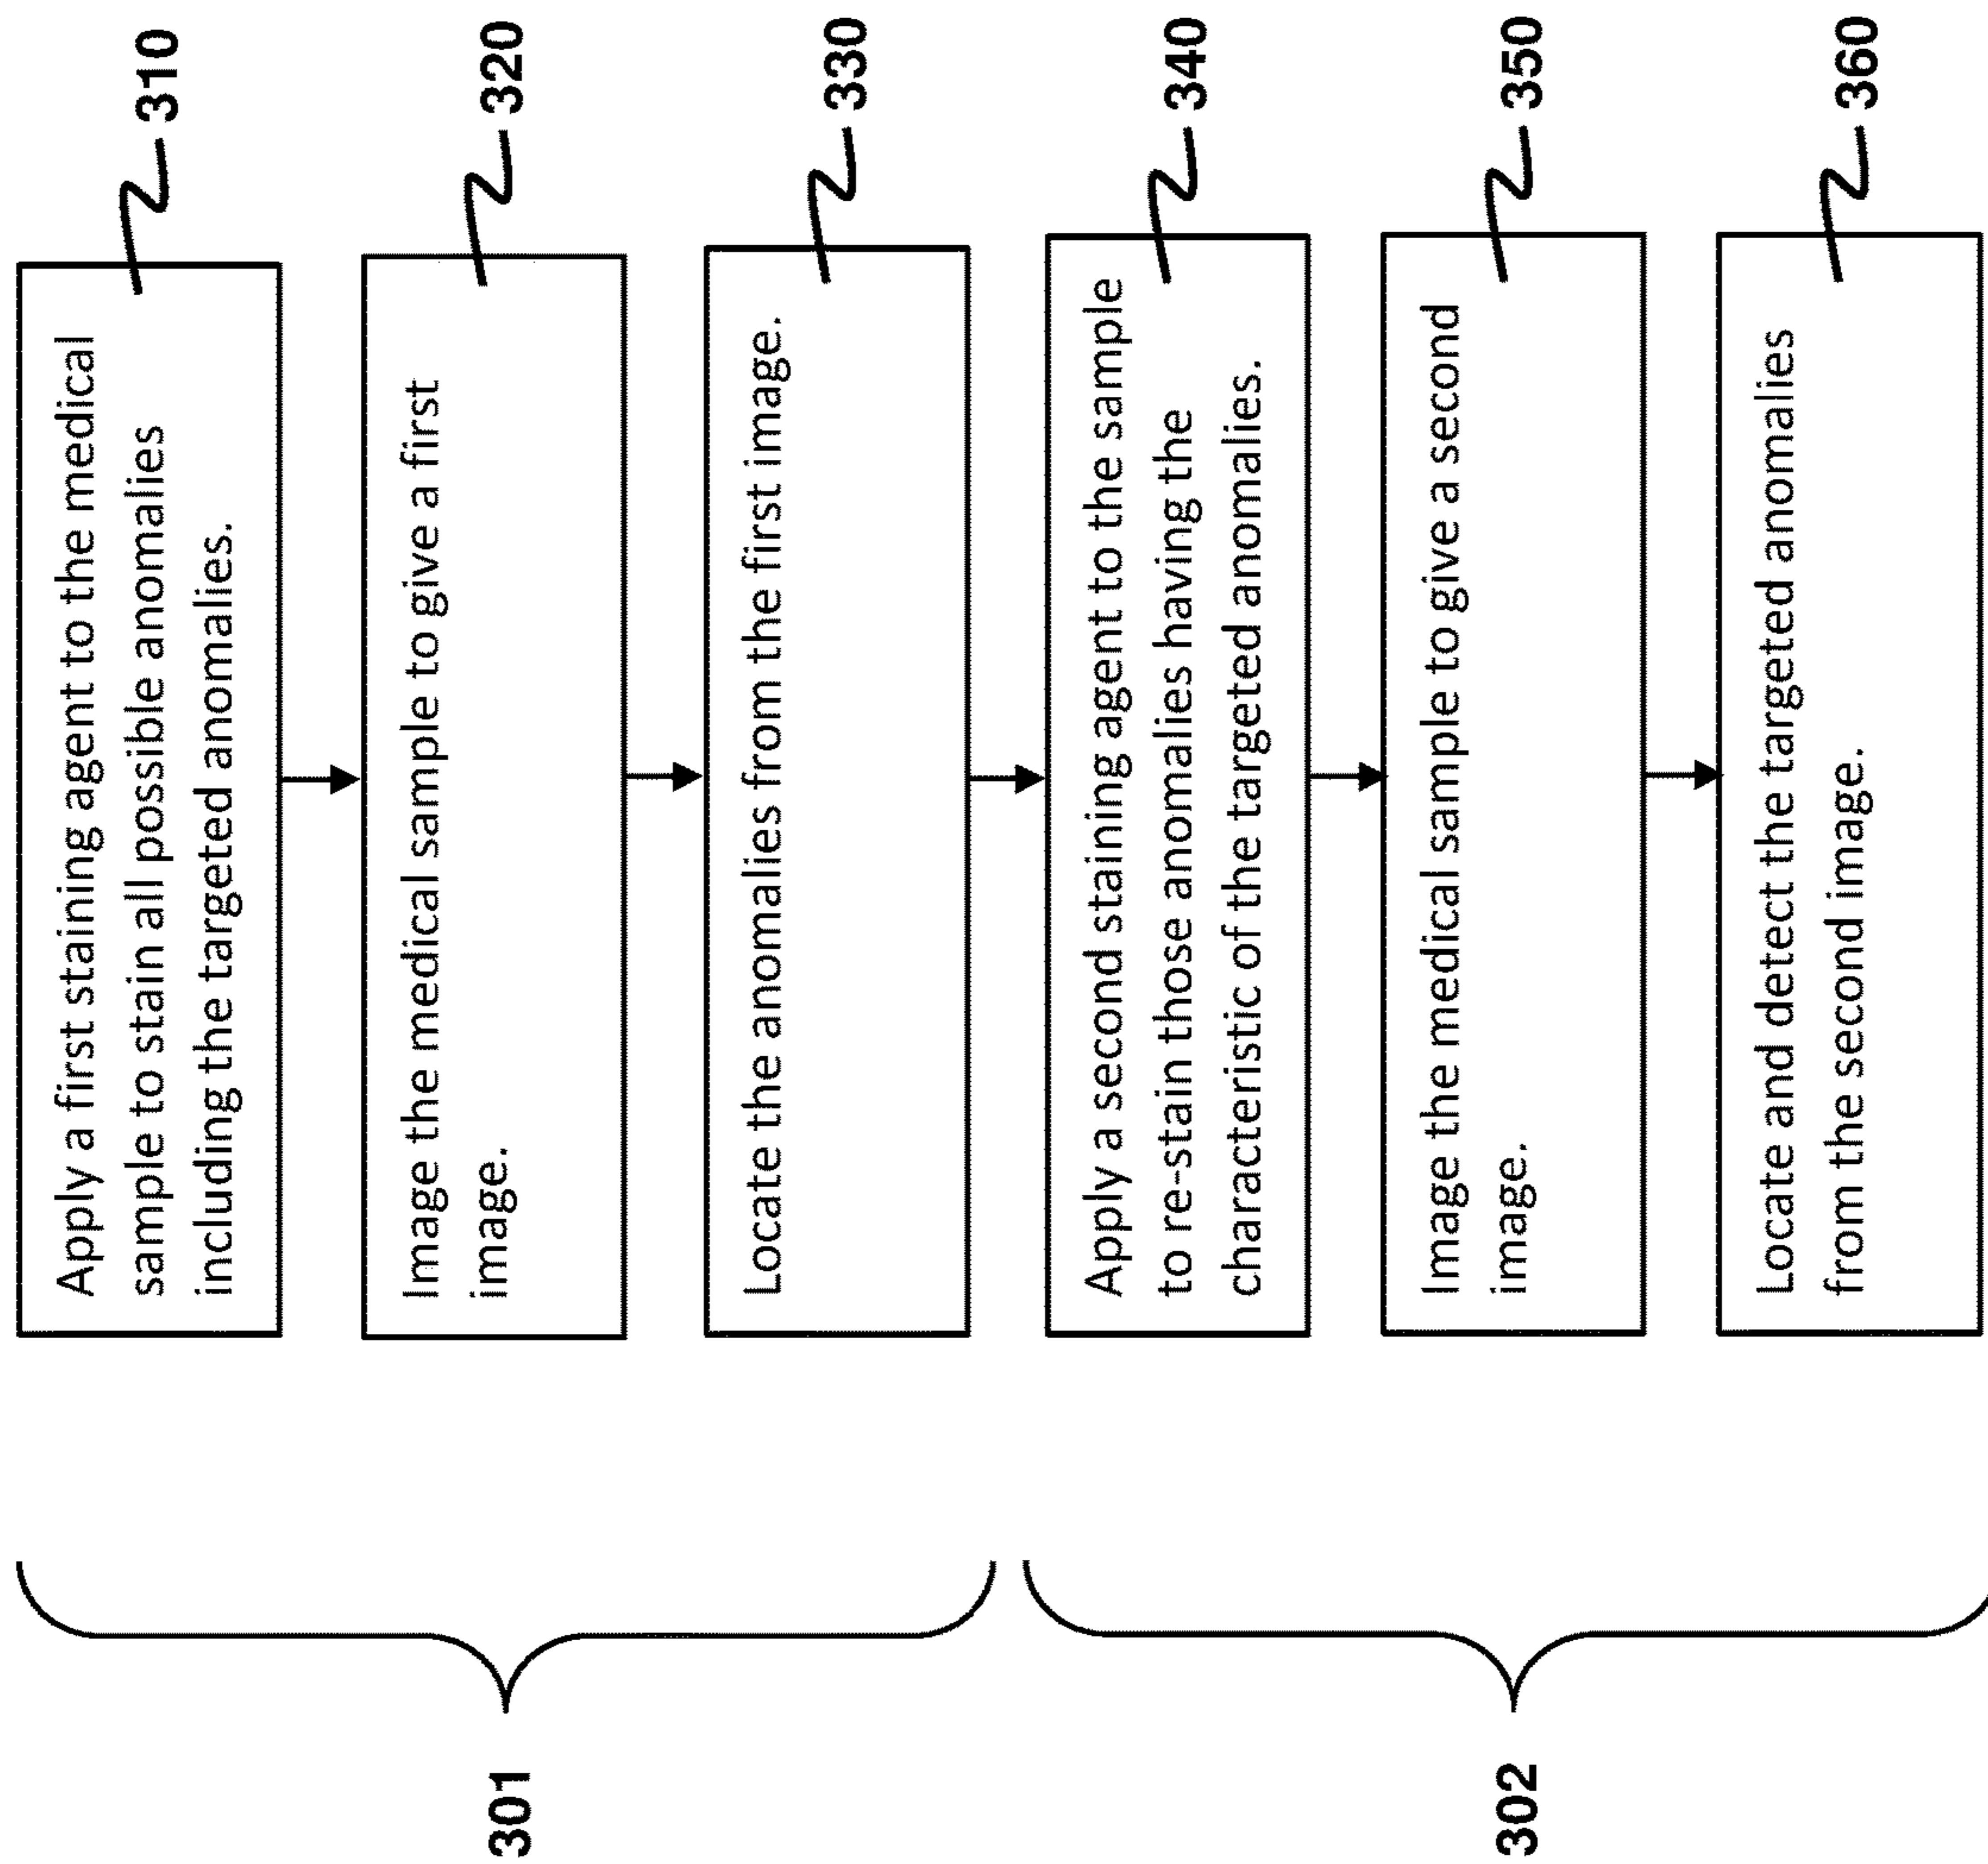 Apply a first staining agent to the medical
sample to stain all possible anomalies
including the targeted anomalies.
310
Image the medical sample to give a first
image.
320
Locate the anomalies from the first image.
330
301
Apply a second staining agent to the sample
to re-stain those anomalies having the
characteristic of the targeted anomalies.
340
Image the medical sample to give a second
image.
350
Locate and detect the targeted anomalies
from the second image.
360
302